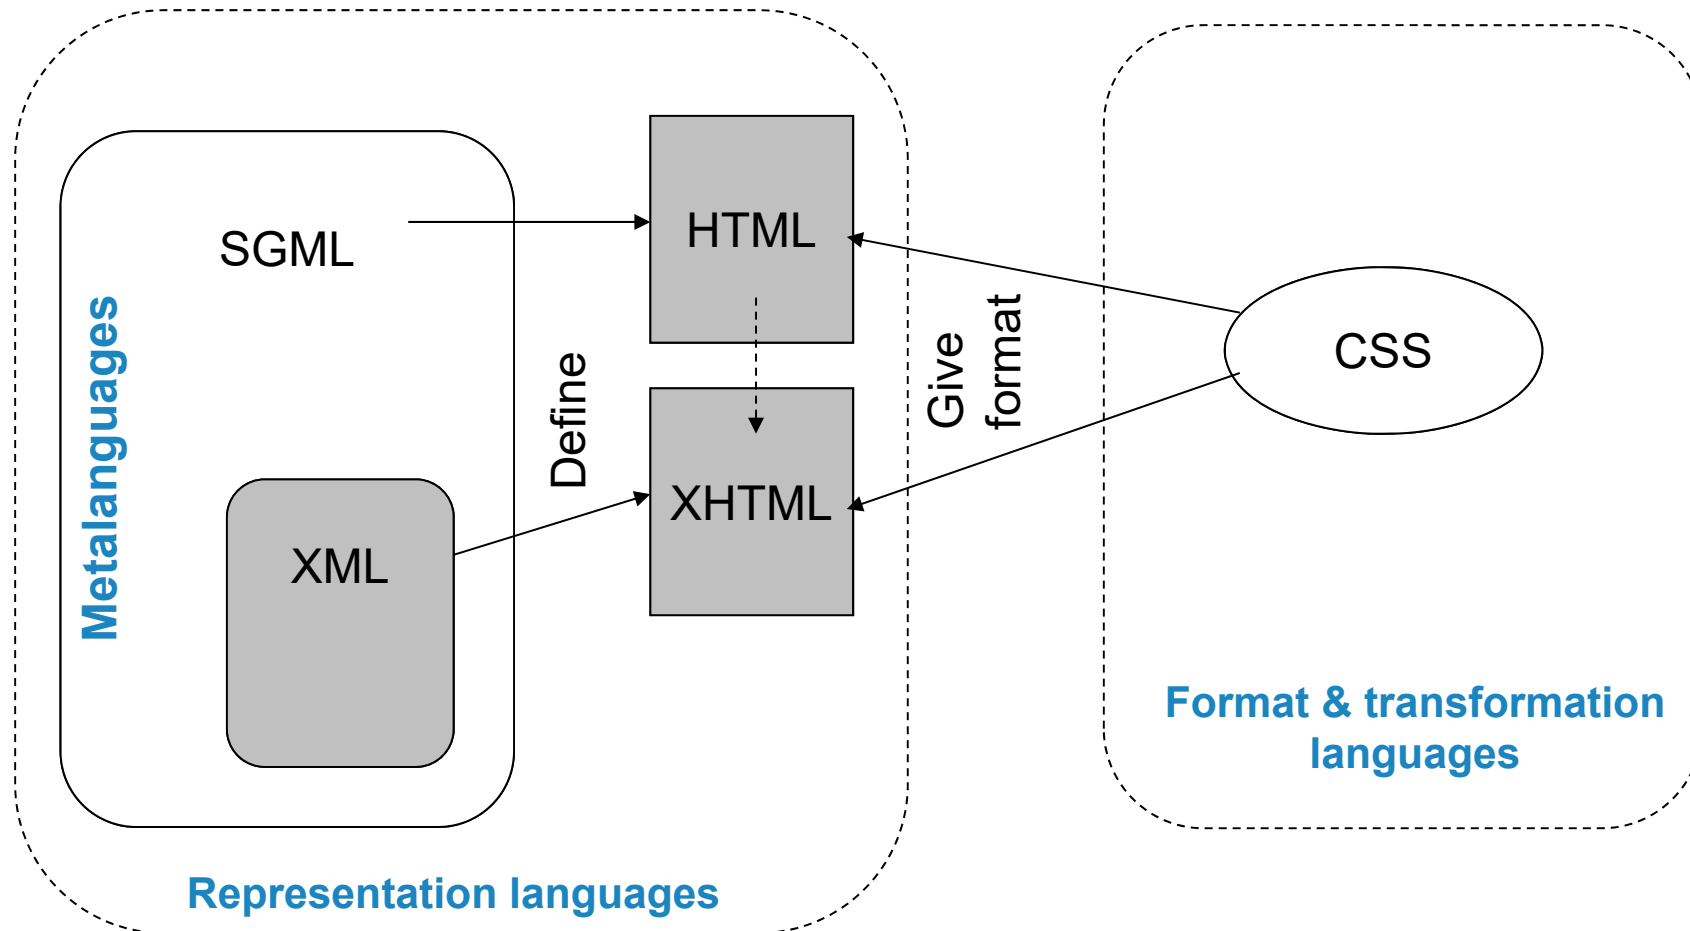 Metalanguages
SGML
XML
Define
HTML
XHTML
Give
format
CSS
Format & transformation
languages
Representation languages